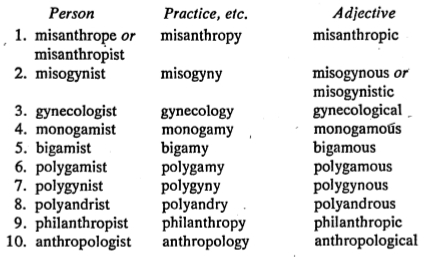 Person Practice, etc. Adjective
1. misanthrope or misanthropy misanthropic
misanthropist
2. misogynist misogyny misogynous or
misogynistic
3. gynecologist gynecology gynecological
4. monogamist monogamy monogamous
5. bigamist bigamy bigamous
6. polygamist polygamy polygamous
7. polygynist polygyny polygynous
8. polyandrist polyandry polyandrous
9. philanthropist philanthropy philanthropic
10. anthropologist anthropology anthropological